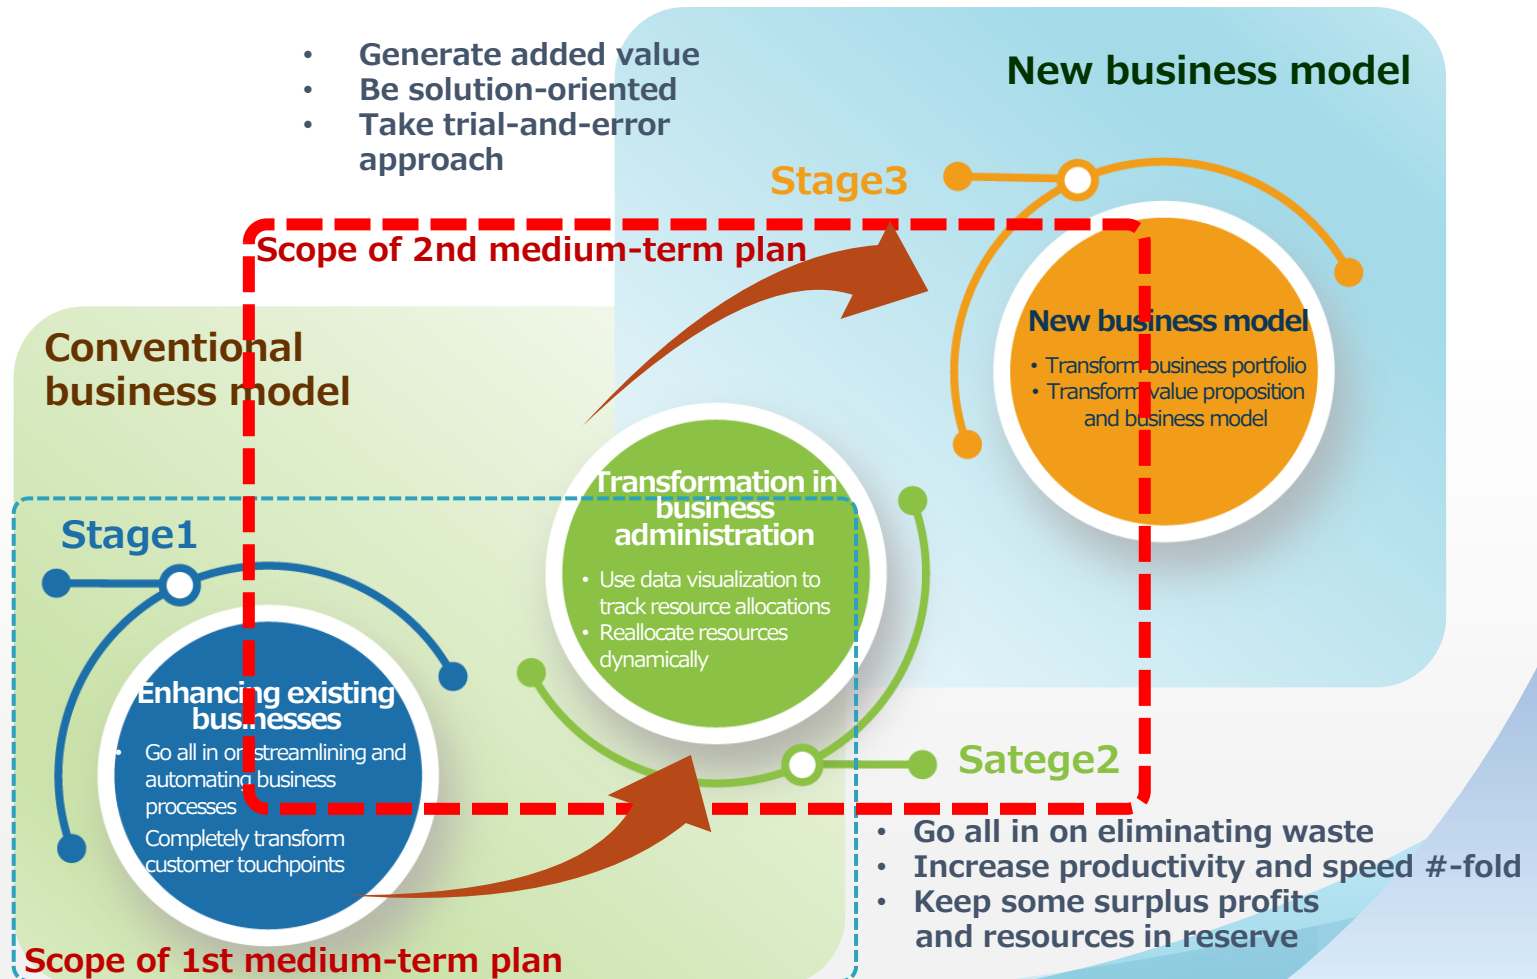 • Generate added value
• Be solution-oriented
• Take trial-and-error
approach
New business model
Stage3
Scope of 2nd medium-term plan
New business model
• Transform business portfolio
• Transform value proposition
and business model
Conventional
business model
Transformation in
business
administration
• Use data visualization to
track resource allocations
• Reallocate resources
dynamically
Stage1
Enhancing existing
businesses
• Go all in on streamlining and
automating business
processes
Completely transform
customer touchpoints
Satege2
• Go all in on eliminating waste
• Increase productivity and speed #-fold
• Keep some surplus profits
and resources in reserve
Scope of 1st medium-term plan